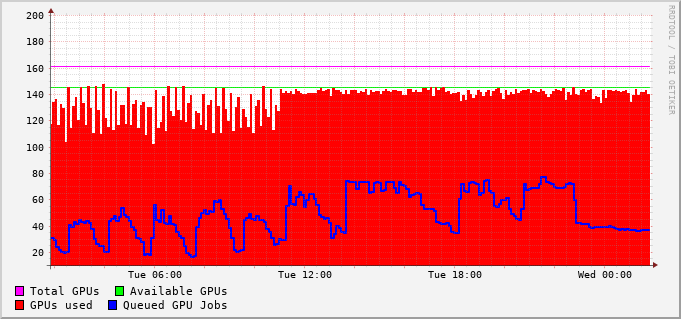 200
180
160
140
120
100
80
60
40
20
Tue 06:00 Tue 12:00 Tue 18:00 Wed 00:00
Total GPUs Available GPUs
GPUs used Queued GPU Jobs
RRDTOOL / TOBI OETIKER